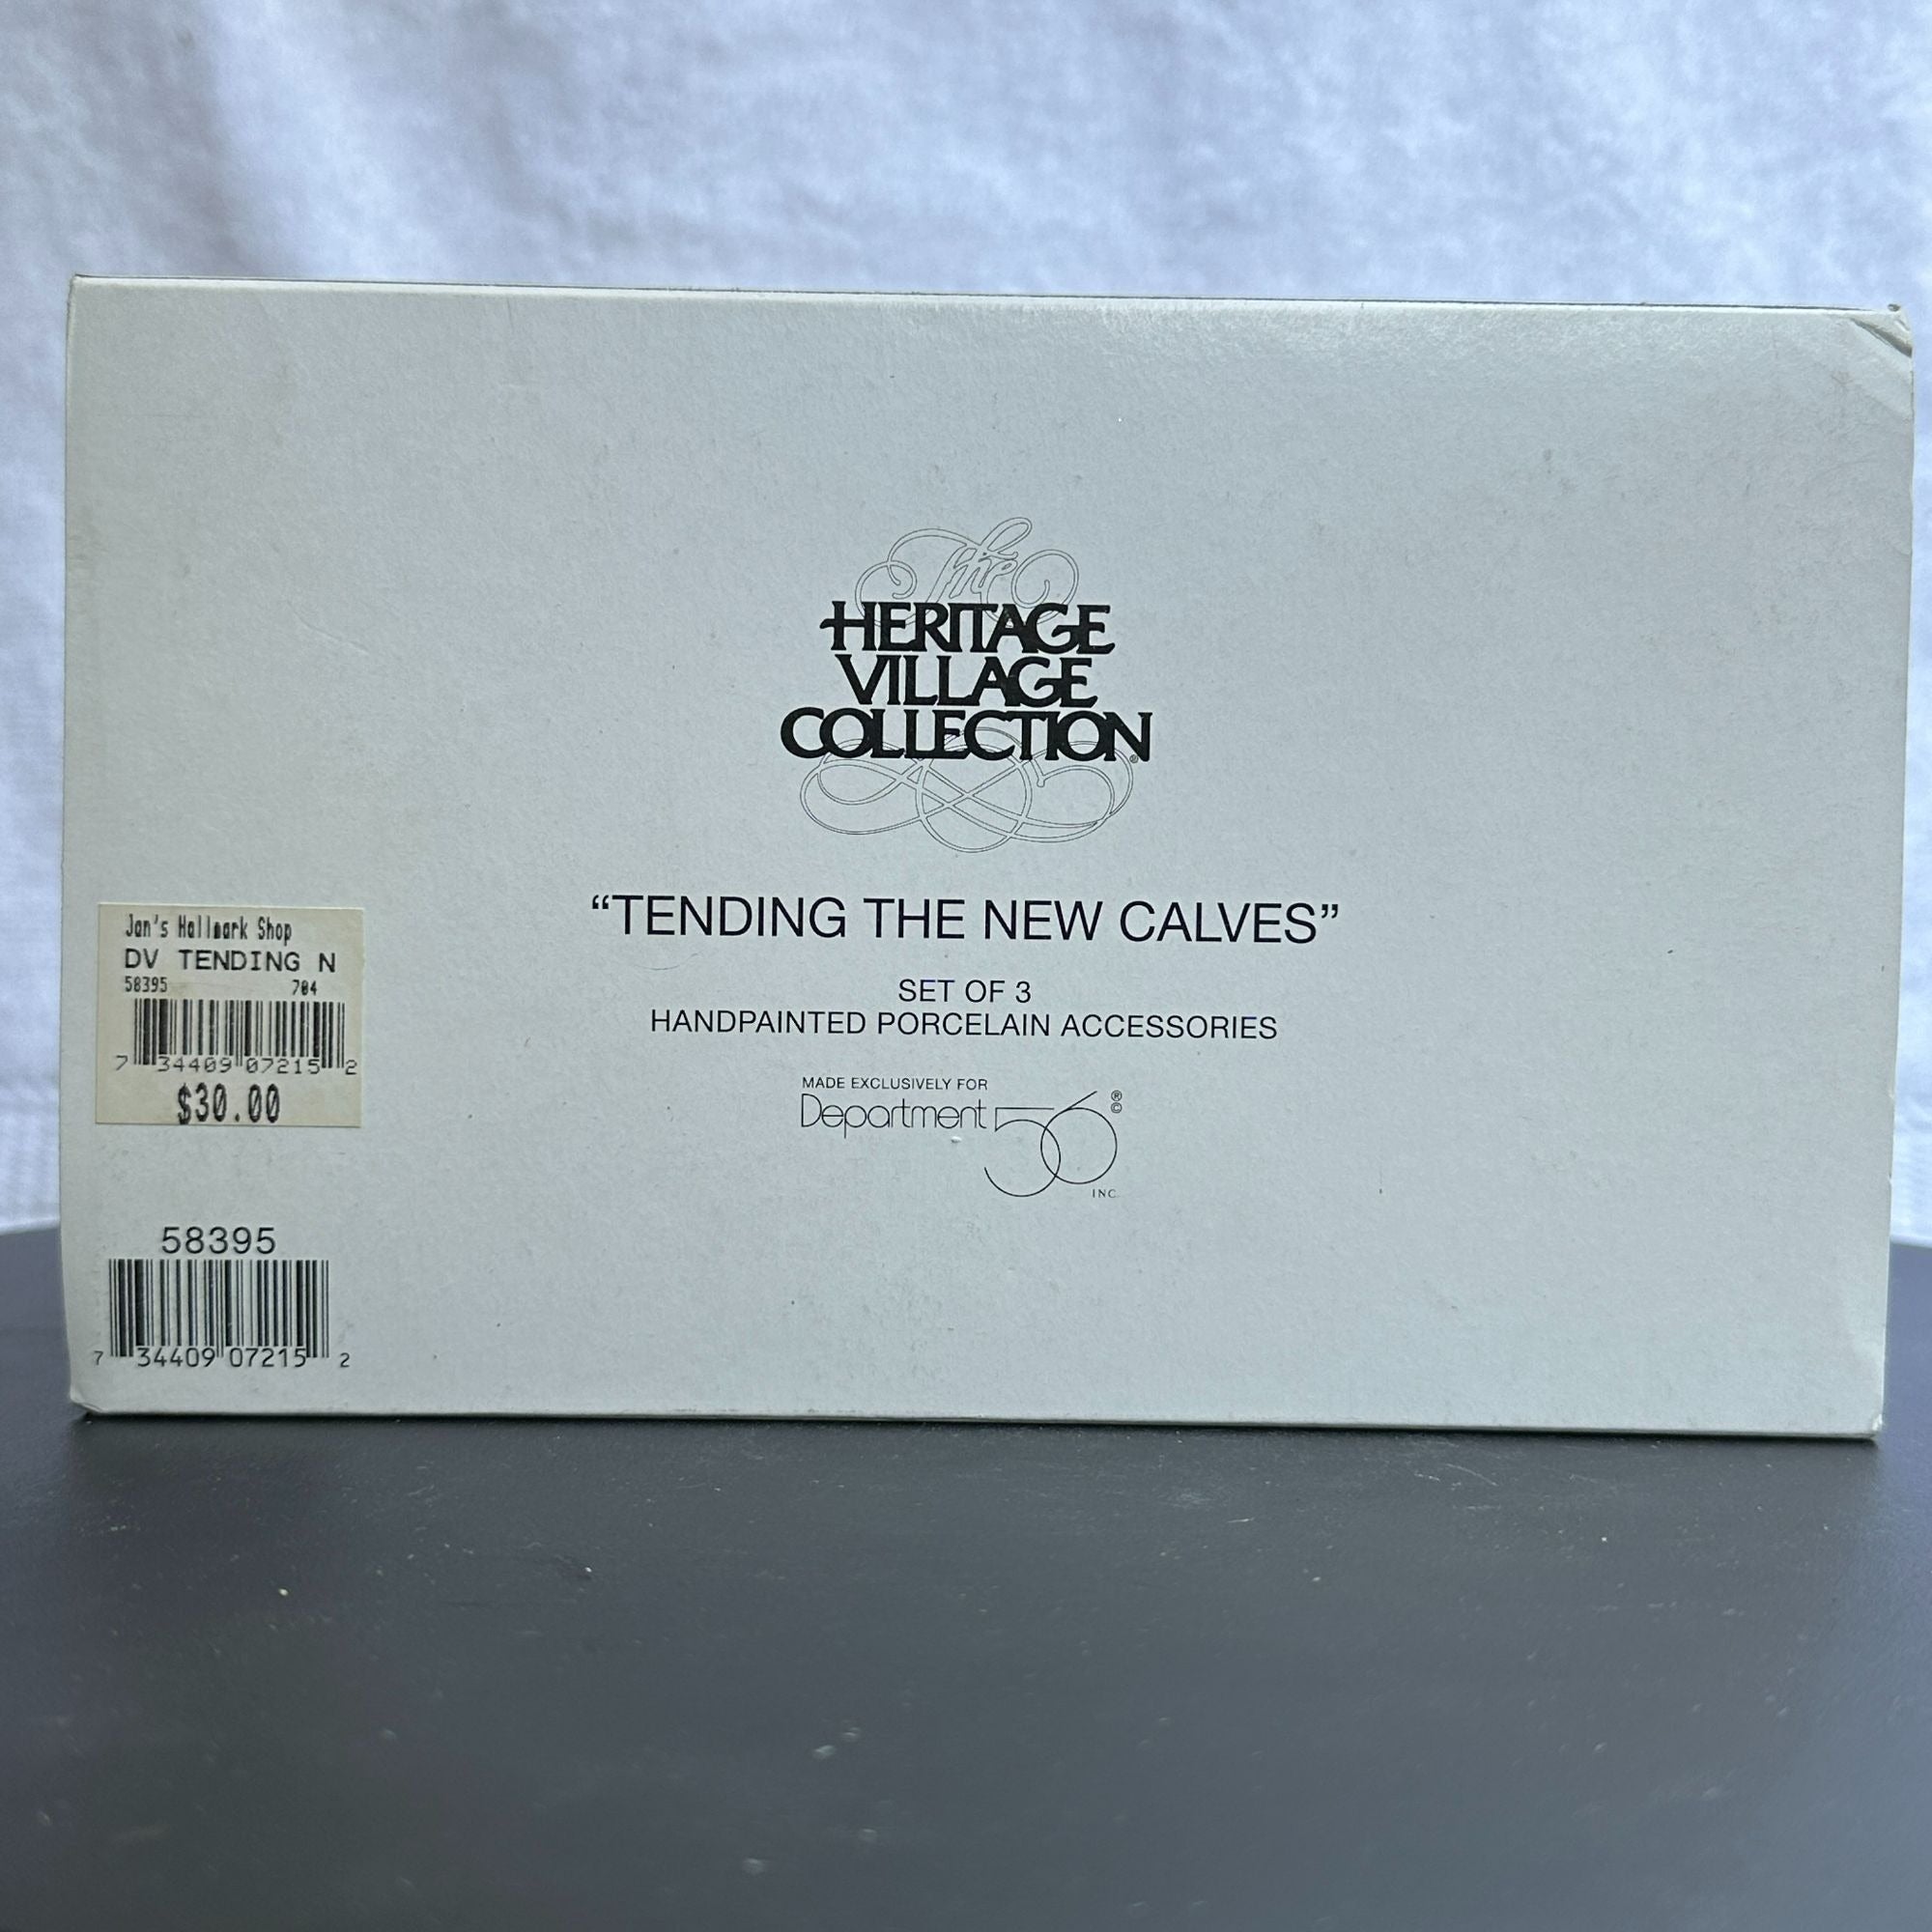 The
HERITAGE
VILLAGE
COLLECTION®
“TENDING THE NEW CALVES”
SET OF 3
HANDPAINTED PORCELAIN ACCESSORIES
MADE EXCLUSIVELY FOR
Department 56 ® ©
INC.
Jan's Hallmark Shop
DV TENDING N
58395 704
7 34409 07215 2
$30.00
58395
7 34409 07215 2